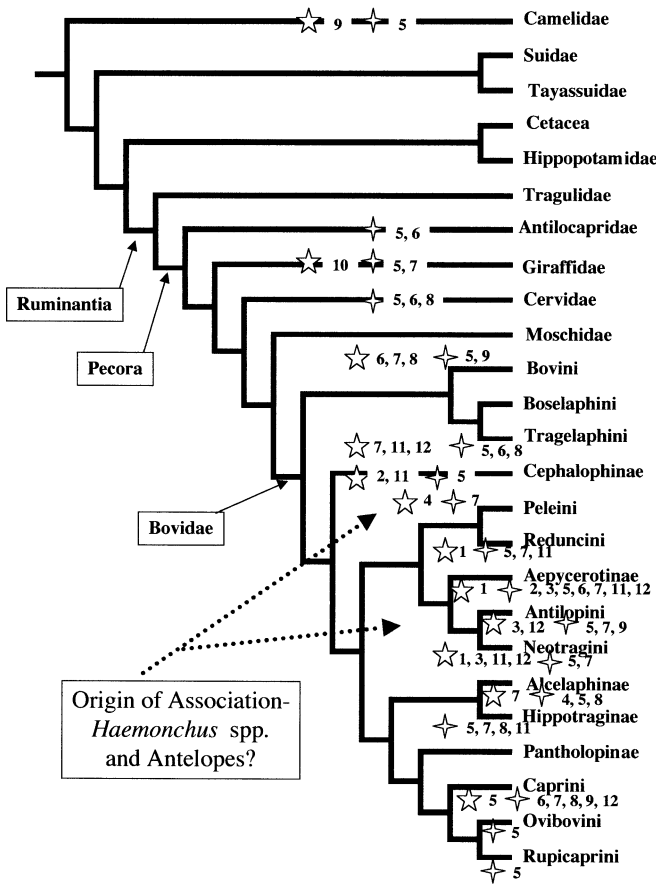 9 5 Camelidae
Suidae
Tayassuidae
Cetacea
Hippopotamidae
Tragulidae
5, 6 Antilocapridae
10 5, 7 Giraffidae
Ruminantia
5, 6, 8 Cervidae
Moschidae
Pecora
6, 7, 8 5, 9
Bovini
Boselaphini
Tragelaphini
7, 11, 12 5, 6, 8
2, 11 5 Cephalophinae
4 7 Peleini
Bovidae
Reduncini
1 5, 7, 11
Aepycerotinae
1 2, 3, 5, 6, 7, 11, 12
Antilopini
3, 12 5, 7, 9
Neotragini
1, 3, 11, 12 5, 7
Alcelaphinae
7 4, 5, 8
Origin of Association-
Haemonchus spp.
and Antelopes?
Hippotraginae
5, 7, 8, 11
Pantholopinae
Caprini
5 6, 7, 8, 9, 12
Ovibovini
5
Rupicaprini
5